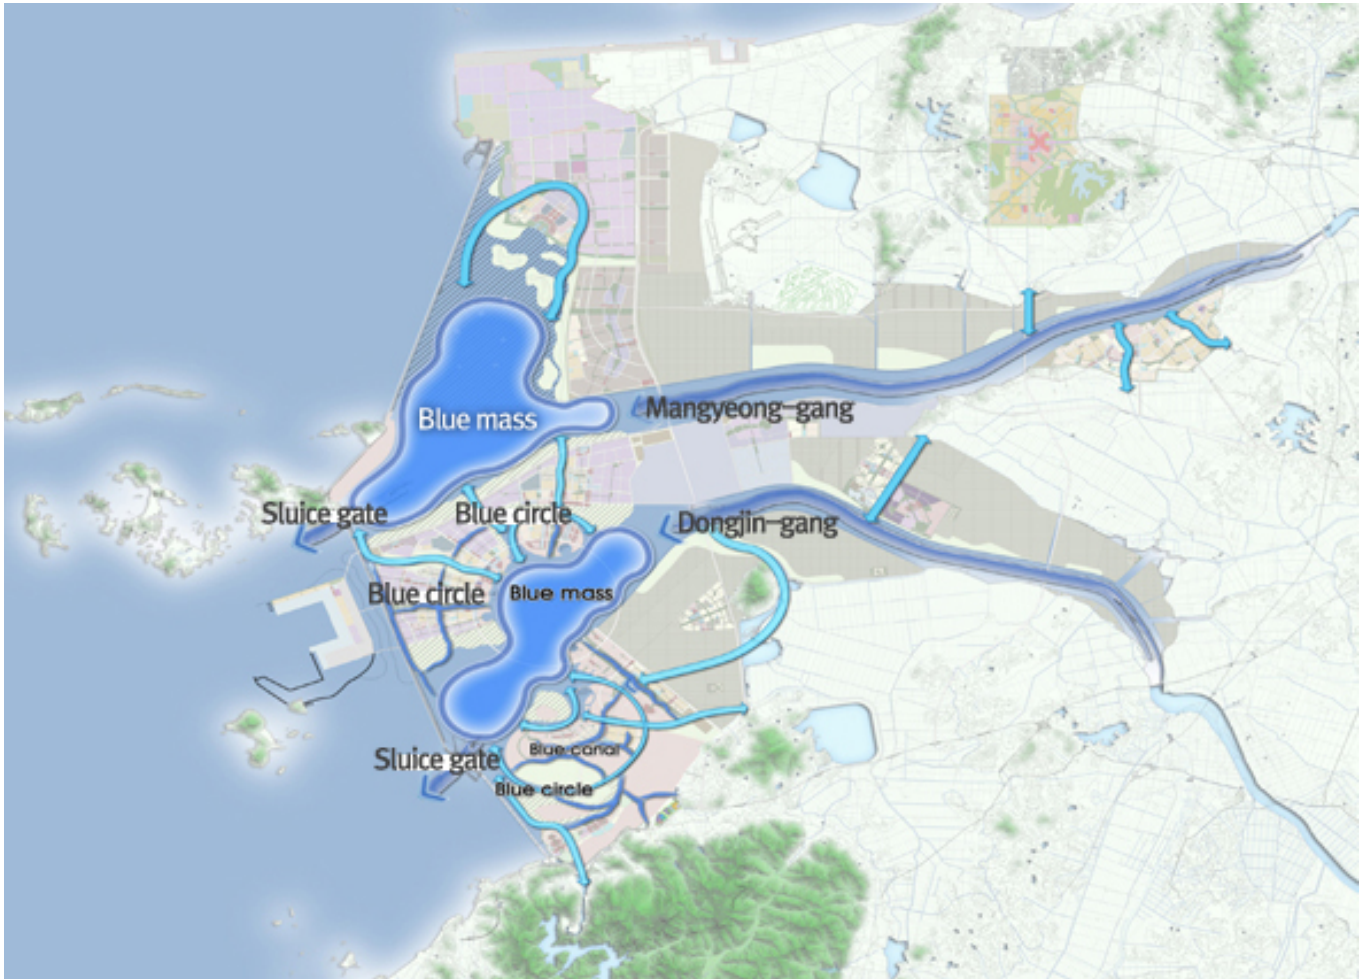 Mangyeong-gang
Blue mass
Sluice gate
Blue circle
Dongjin-gang
Blue circle
Blue mass
Blue canal
Sluice gate
Blue circle